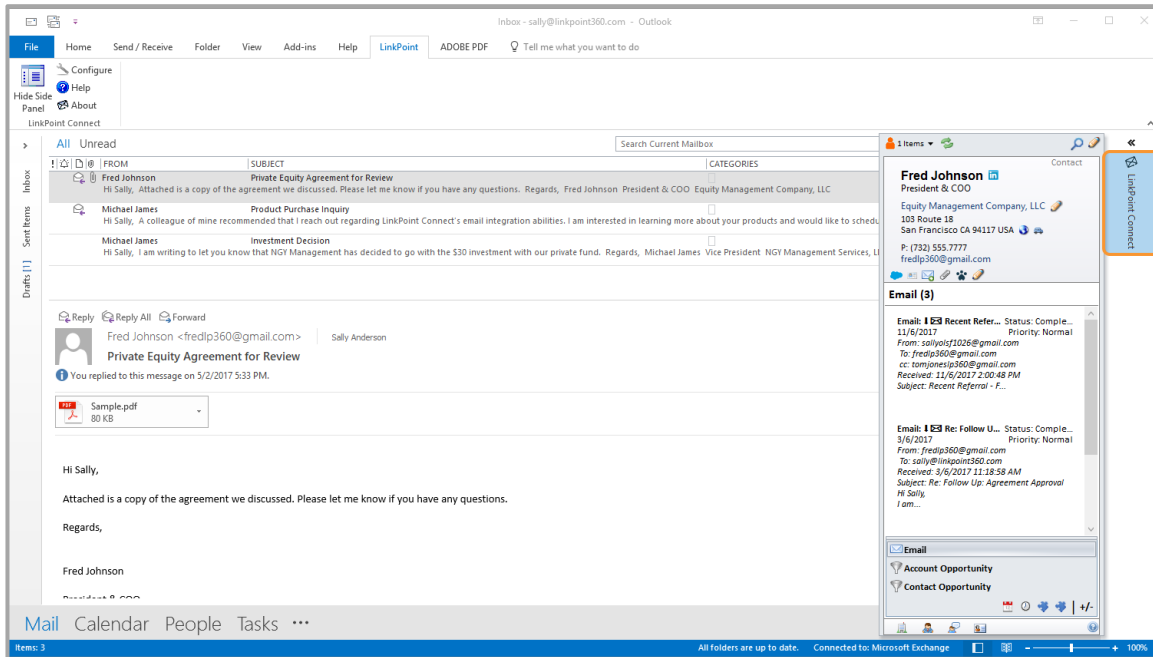 Inbox - sally@linkpoint360.com - Outlook
File Home Send / Receive Folder View Add-ins Help LinkPoint ADOBE PDF Tell me what you want to do
Hide Side Panel
Configure
Help
About
LinkPoint Connect
All Unread
Search Current Mailbox
FROM SUBJECT CATEGORIES
Fred Johnson Private Equity Agreement for Review
Hi Sally, Attached is a copy of the agreement we discussed. Please let me know if you have any questions. Regards, Fred Johnson President & COO Equity Management Company, LLC
Michael James Product Purchase Inquiry
Hi Sally, A colleague of mine recommended that I reach out regarding LinkPoint Connect's email integration abilities. I am interested in learning more about your products and would like to schedu
Michael James Investment Decision
Hi Sally, I am writing to let you know that NGY Management has decided to go with the $30 investment with our private fund. Regards, Michael James Vice President NGY Management Services, Ll
Inbox
Sent Items
Drafts [1]
Reply Reply All Forward
Fred Johnson <fredlp360@gmail.com> Sally Anderson
Private Equity Agreement for Review
You replied to this message on 5/2/2017 5:33 PM.
PDF
Sample.pdf
80 KB
Hi Sally,
Attached is a copy of the agreement we discussed. Please let me know if you have any questions.
Regards,
Fred Johnson
President & COO
1 Items
Contact
Fred Johnson in
President & COO
Equity Management Company, LLC
103 Route 18
San Francisco CA 94117 USA
P: (732) 555.7777
fredlp360@gmail.com
Email (3)
Email: Recent Refer... Status: Comple...
11/6/2017 Priority: Normal
From: sallyolsf1026@gmail.com
To: fredlp360@gmail.com
cc: tomjoneslp360@gmail.com
Received: 11/6/2017 2:00:48 PM
Subject: Recent Referral - F...
Email: Re: Follow U... Status: Comple...
3/6/2017 Priority: Normal
From: fredlp360@gmail.com
To: sally@linkpoint360.com
Received: 3/6/2017 11:18:58 AM
Subject: Re: Follow Up: Agreement Approval
Hi Sally,
I am...
Email
Account Opportunity
Contact Opportunity
+/-
LinkPoint Connect
Mail Calendar People Tasks ...
Items: 3 All folders are up to date. Connected to: Microsoft Exchange 100%